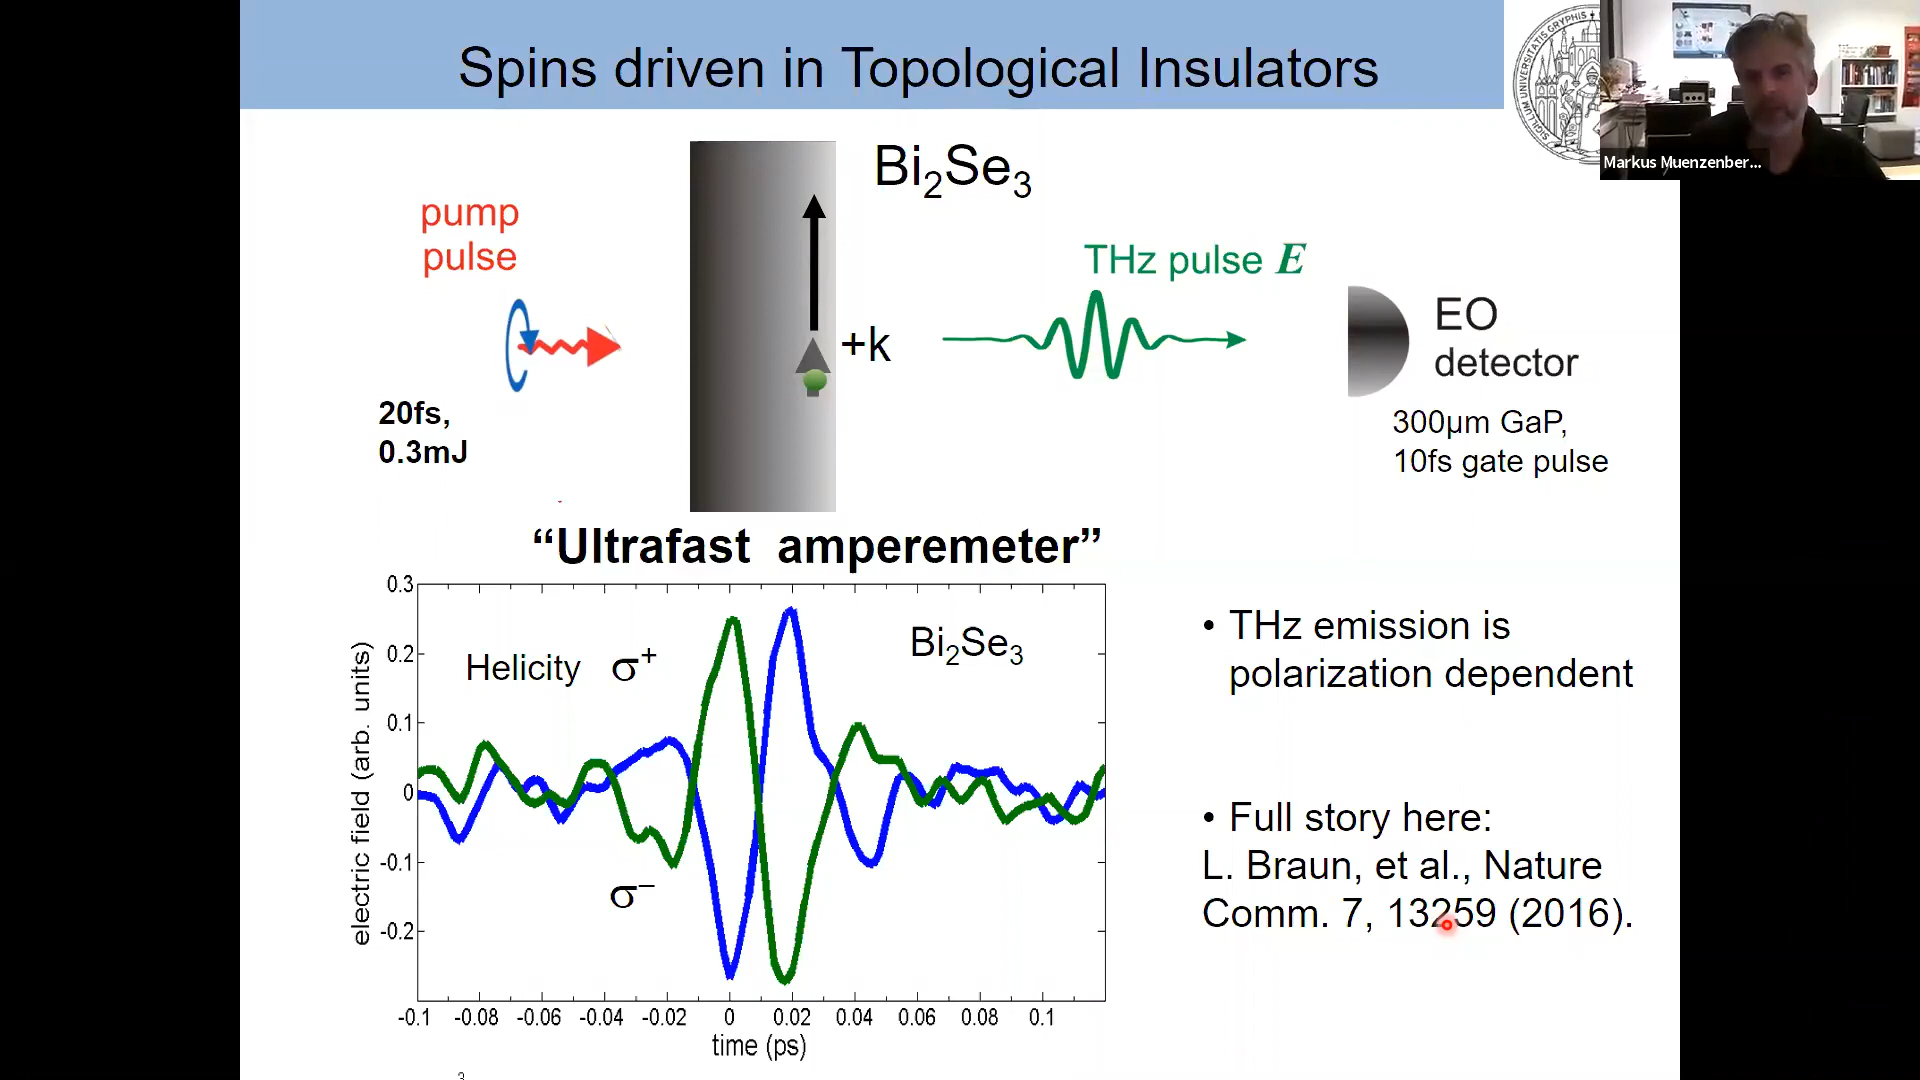 Spins driven in Topological Insulators
Markus Muenzenber...
Bi₂Se₃
pump
pulse
THz pulse E
+k
EO
detector
20fs,
0.3mJ
300µm GaP,
10fs gate pulse
“Ultrafast amperemeter”
0.3
0.2
0.1
0
-0.1
-0.2
electric field (arb. units)
Helicity σ⁺
σ⁻
Bi₂Se₃
-0.1 -0.08 -0.06 -0.04 -0.02 0 0.02 0.04 0.06 0.08 0.1
time (ps)
• THz emission is
polarization dependent
• Full story here:
L. Braun, et al., Nature
Comm. 7, 13259 (2016).
3